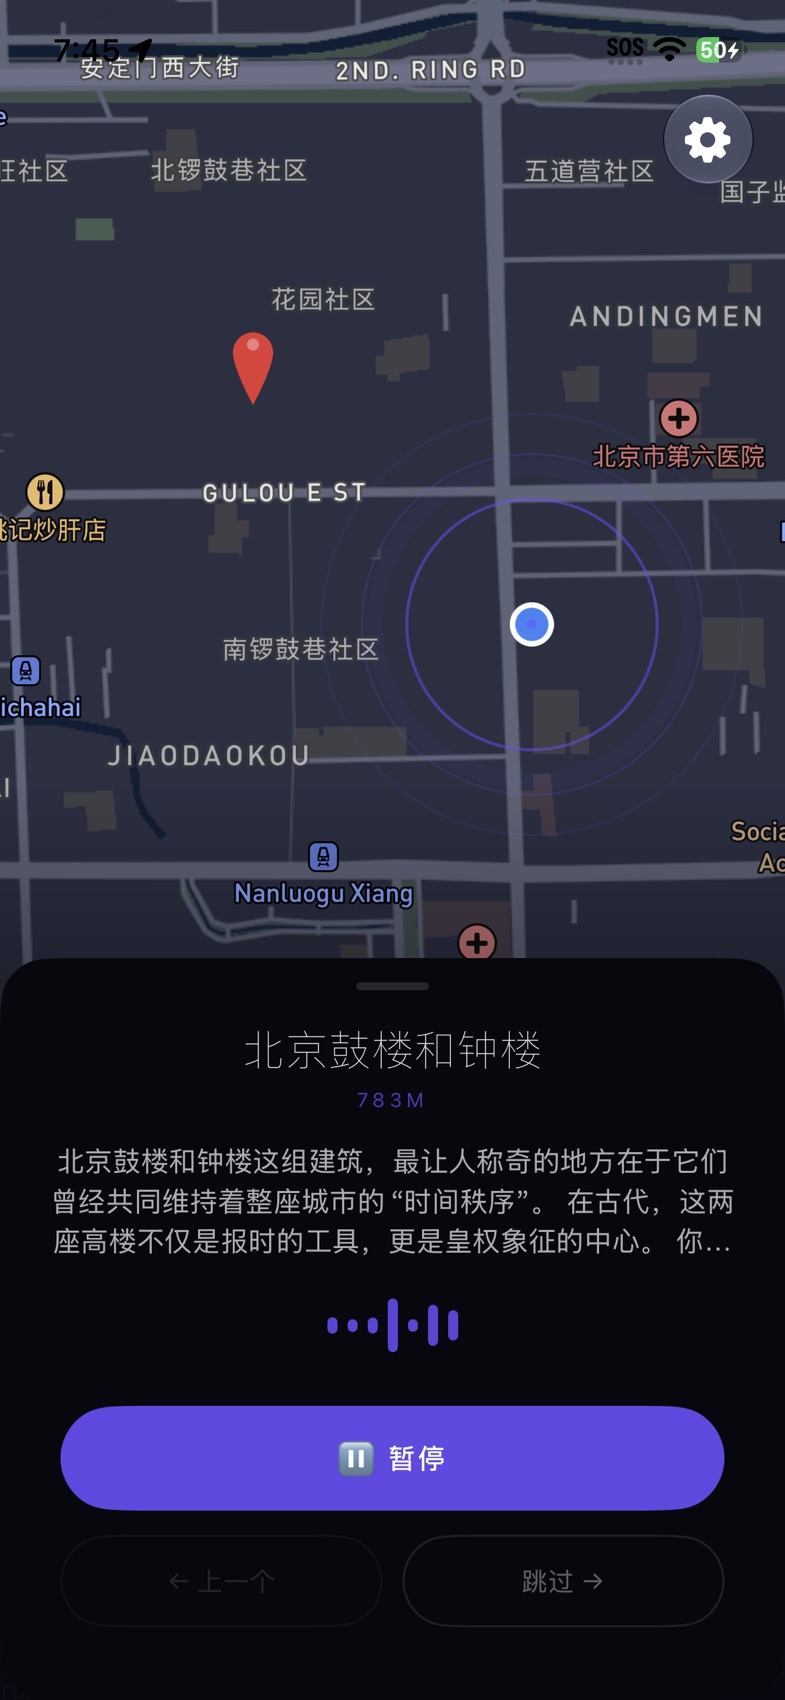 7:45
SOS
50
安定门西大街
2ND. RING RD
e
社区
北锣鼓巷社区
五道营社区
国子监
花园社区
ANDINGMEN
北京市第六医院
GULOU E ST
记炒肝店
南锣鼓巷社区
ichahai
JIAODAOKOU
Socia
Ac
Nanluogu Xiang
北京鼓楼和钟楼
783M
北京鼓楼和钟楼这组建筑，最让人称奇的地方在于它们
曾经共同维持着整座城市的“时间秩序”。 在古代，这两
座高楼不仅是报时的工具，更是皇权象征的中心。 你...
暂停
← 上一个
跳过 →